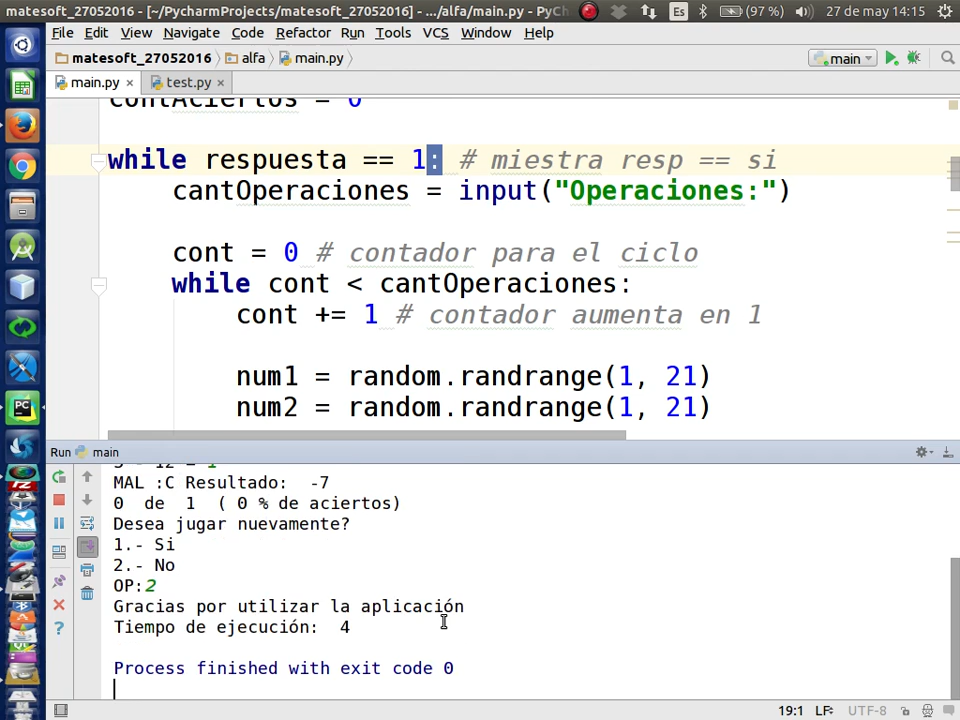 matesoft_27052016 - [~/PycharmProjects/matesoft_27052016] - .../alfa/main.py - PyCh
Es (97 %) 27 de may 14:15
File Edit View Navigate Code Refactor Run Tools VCS Window Help
matesoft_27052016 alfa main.py main
main.py × test.py ×
contAciertos = 0
while respuesta == 1: # miestra resp == si
cantOperaciones = input("Operaciones:")
cont = 0 # contador para el ciclo
while cont < cantOperaciones:
cont += 1 # contador aumenta en 1
num1 = random.randrange(1, 21)
num2 = random.randrange(1, 21)
Run main
5 - 12 = 1
MAL :C Resultado:  -7
0  de  1  ( 0 % de aciertos)
Desea jugar nuevamente?
1.- Si
2.- No
OP:2
Gracias por utilizar la aplicación
Tiempo de ejecución:  4
Process finished with exit code 0
19:1 LF÷ UTF-8